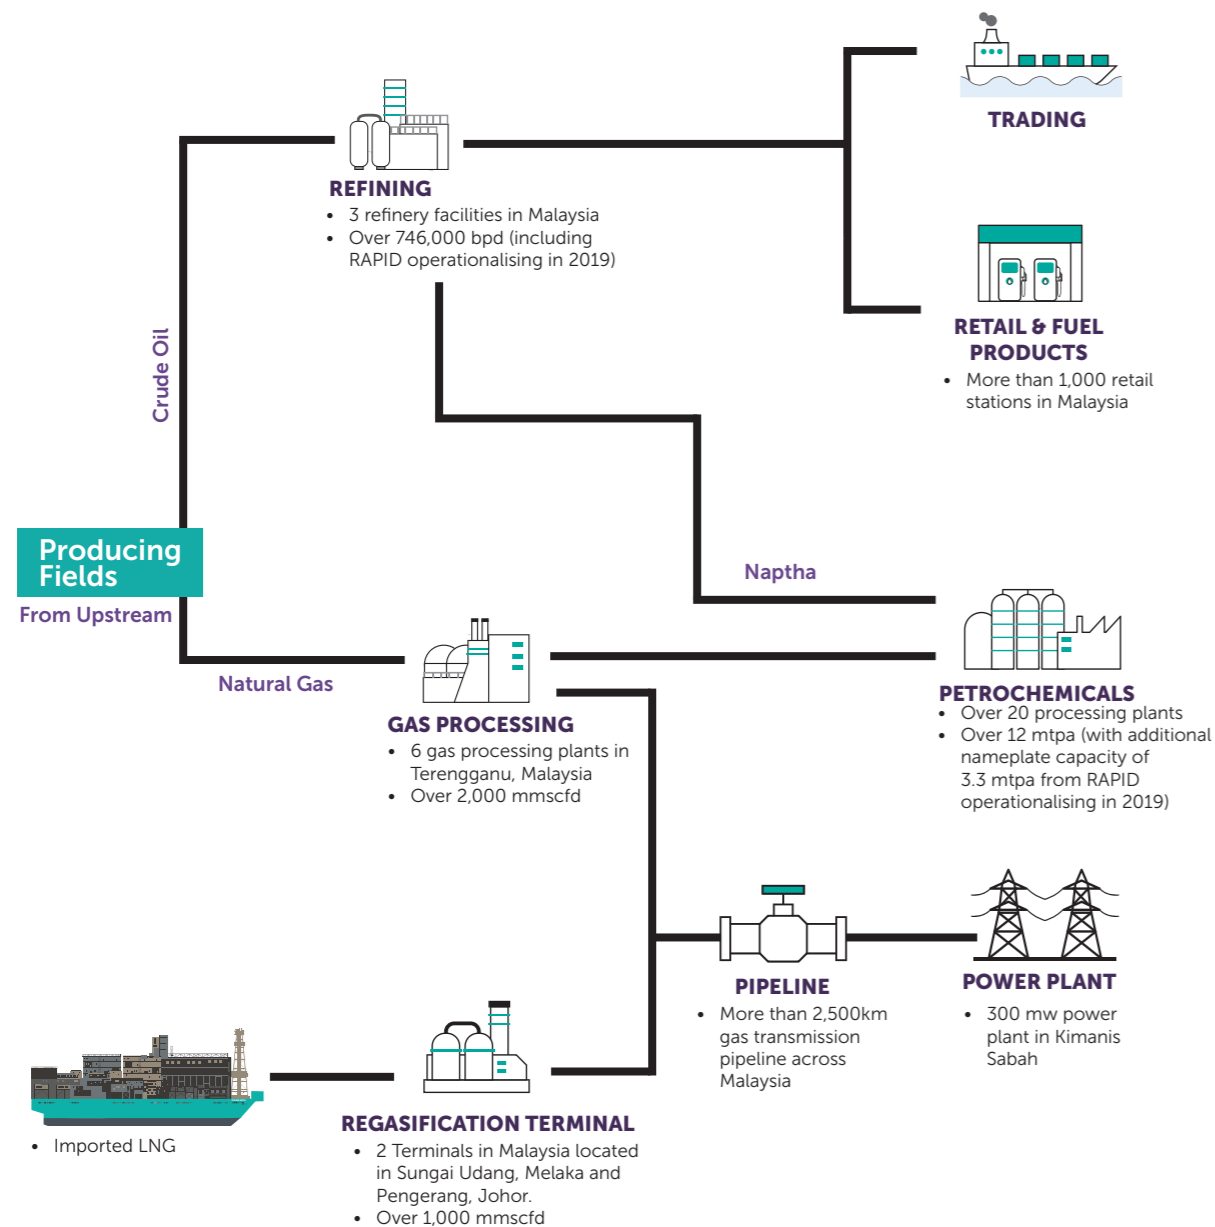 TRADING
REFINING
• 3 refinery facilities in Malaysia
• Over 746,000 bpd (including
RAPID operationalising in 2019)
RETAIL & FUEL
PRODUCTS
• More than 1,000 retail
stations in Malaysia
Crude Oil
Producing
Fields
From Upstream
Natural Gas
Naptha
GAS PROCESSING
• 6 gas processing plants in
Terengganu, Malaysia
• Over 2,000 mmscfd
PETROCHEMICALS
• Over 20 processing plants
• Over 12 mtpa (with additional
nameplate capacity of
3.3 mtpa from RAPID
operationalising in 2019)
PIPELINE
• More than 2,500km
gas transmission
pipeline across
Malaysia
POWER PLANT
• 300 mw power
plant in Kimanis
Sabah
• Imported LNG
REGASIFICATION TERMINAL
• 2 Terminals in Malaysia located
in Sungai Udang, Melaka and
Pengerang, Johor.
• Over 1,000 mmscfd